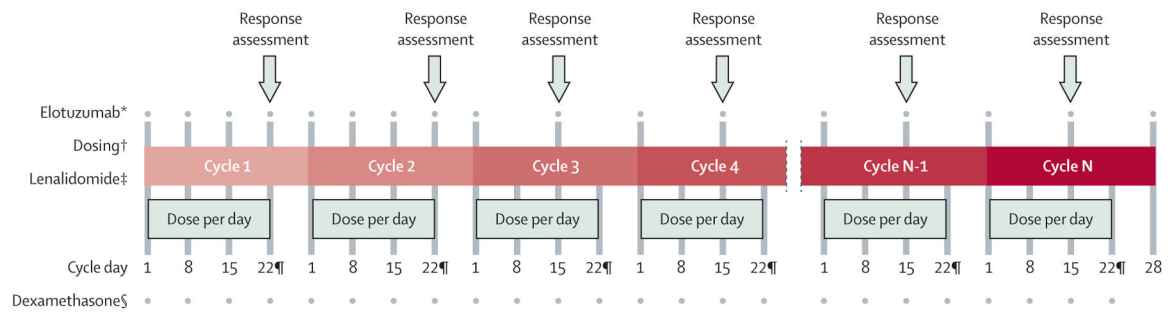 Response assessment Response assessment Response assessment Response assessment Response assessment Response assessment
Elotuzumab*
Dosing†
Cycle 1 Cycle 2 Cycle 3 Cycle 4 Cycle N-1 Cycle N
Lenalidomide‡
Dose per day Dose per day Dose per day Dose per day Dose per day Dose per day
Cycle day 1 8 15 22¶ 1 8 15 22¶ 1 8 15 22¶ 1 8 15 22¶ 1 8 15 22¶ 1 8 15 22¶ 28
Dexamethasone§